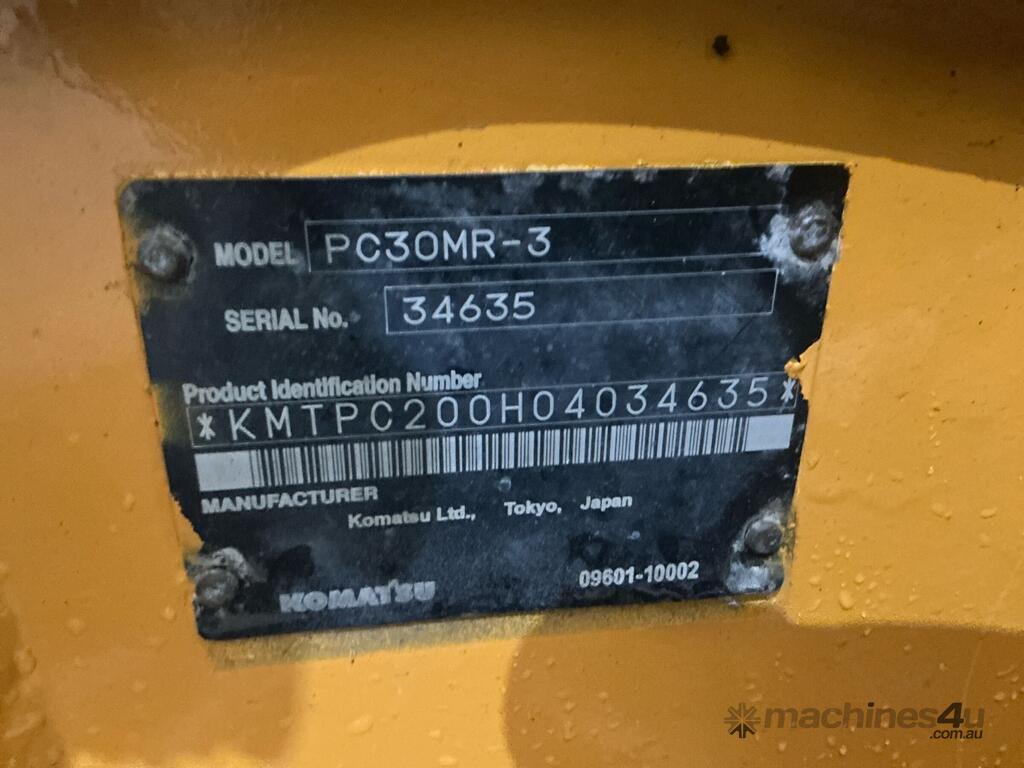 MODEL PC30MR-3
SERIAL No. 34635
Product Identification Number
*KMTPC200H04034635*
MANUFACTURER
Komatsu Ltd., Tokyo, Japan
KOMATSU 09601-10002
machines4u
.com.au